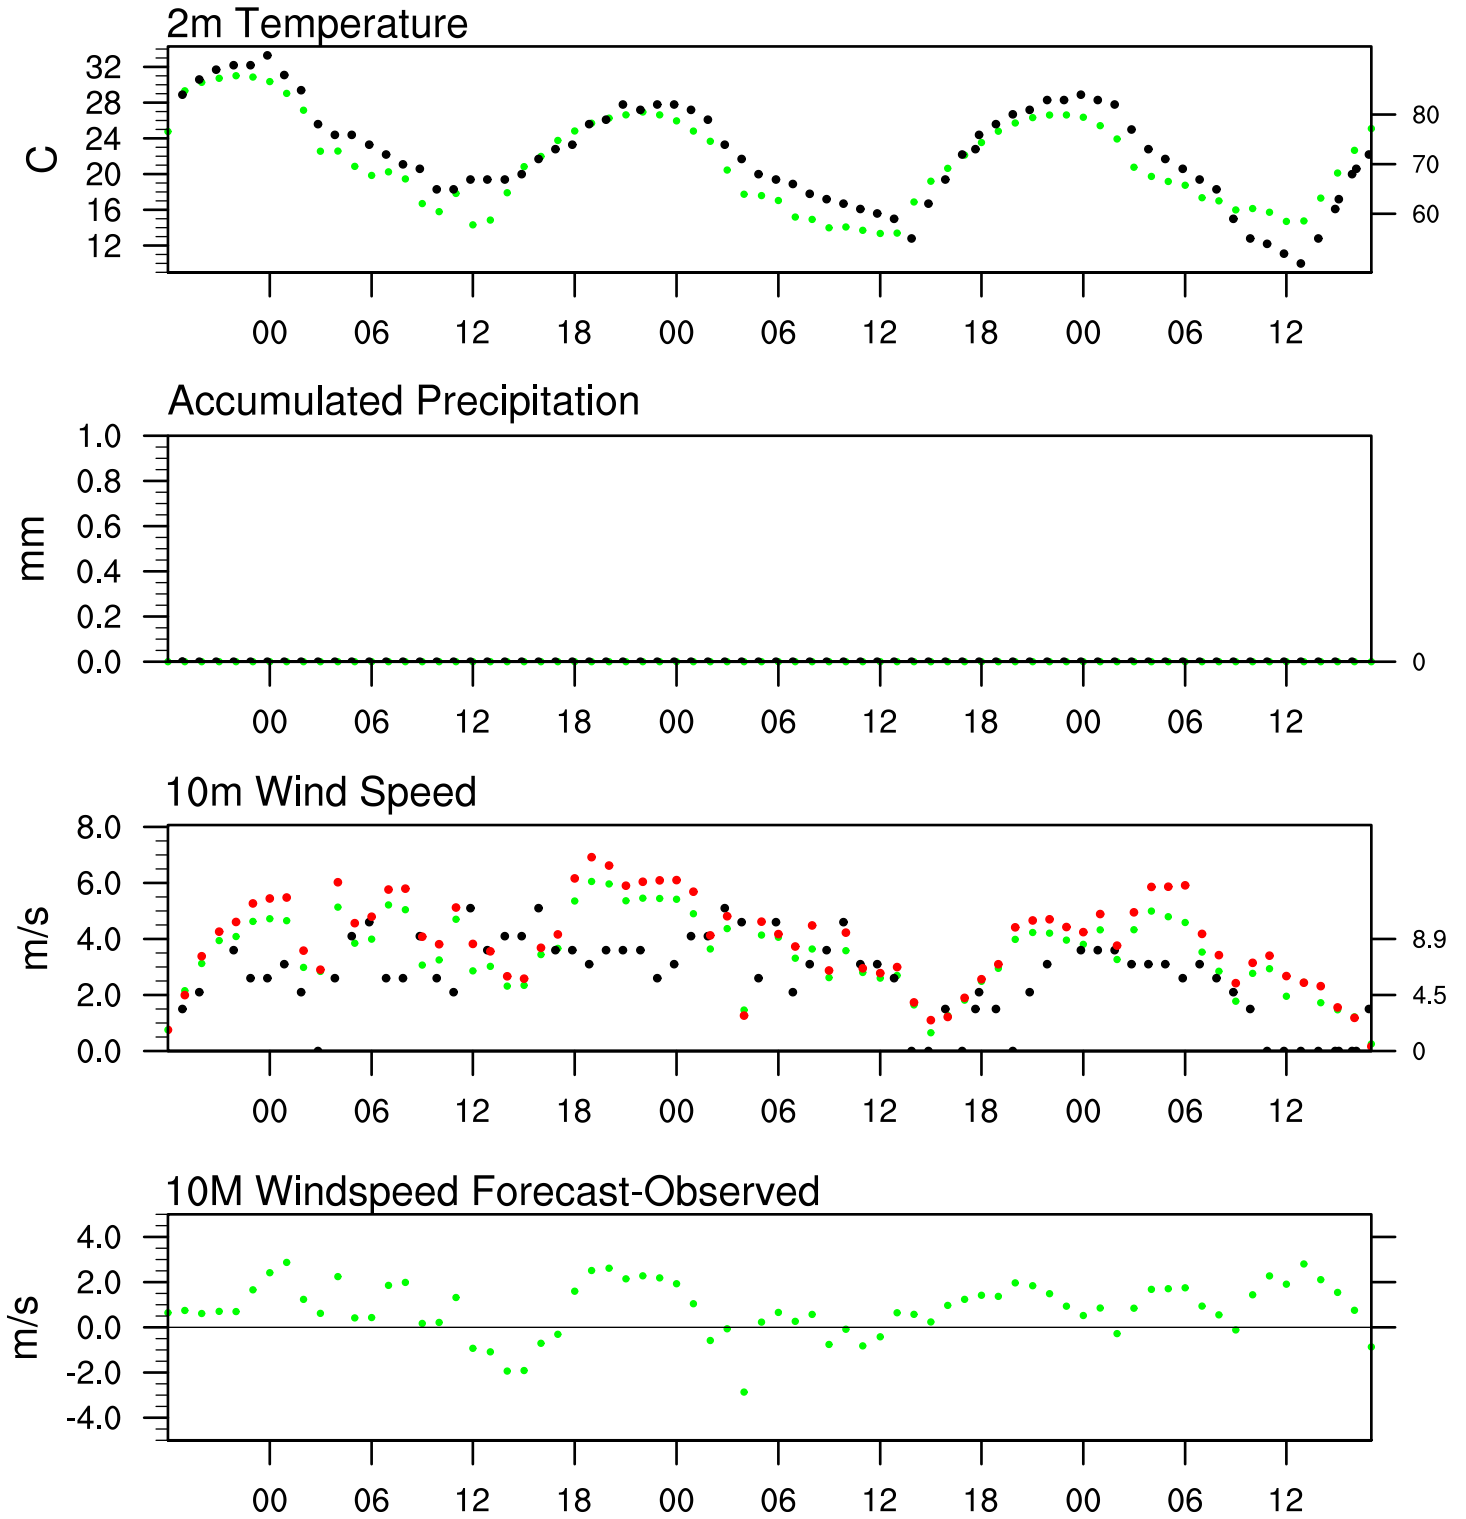 2m Temperature
32
28
24
20
16
12
C
80
70
60
00 06 12 18 00 06 12 18 00 06 12
Accumulated Precipitation
1.0
0.8
0.6
0.4
0.2
0.0
mm
0
00 06 12 18 00 06 12 18 00 06 12
10m Wind Speed
8.0
6.0
4.0
2.0
0.0
m/s
8.9
4.5
0
00 06 12 18 00 06 12 18 00 06 12
10M Windspeed Forecast-Observed
4.0
2.0
0.0
-2.0
-4.0
m/s
00 06 12 18 00 06 12 18 00 06 12